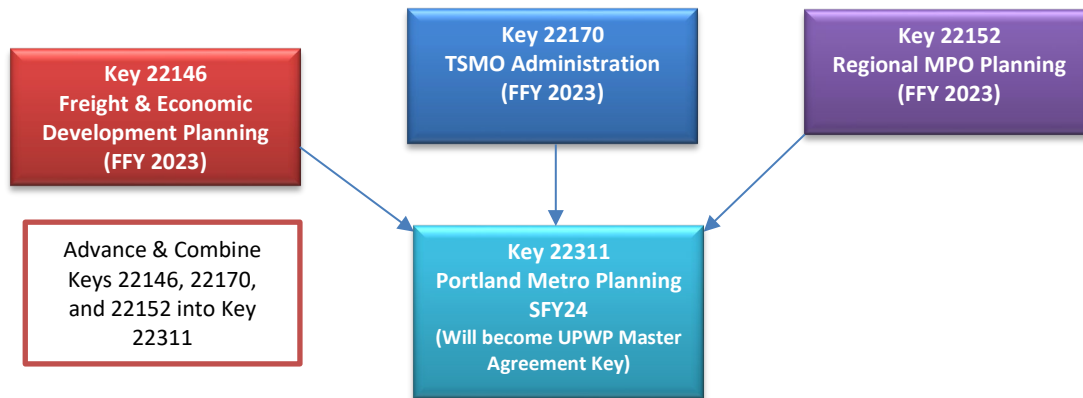 Key 22146
Freight & Economic
Development Planning
(FFY 2023)
Key 22170
TSMO Administration
(FFY 2023)
Key 22152
Regional MPO Planning
(FFY 2023)
Advance & Combine
Keys 22146, 22170,
and 22152 into Key
22311
Key 22311
Portland Metro Planning
SFY24
(Will become UPWP Master
Agreement Key)